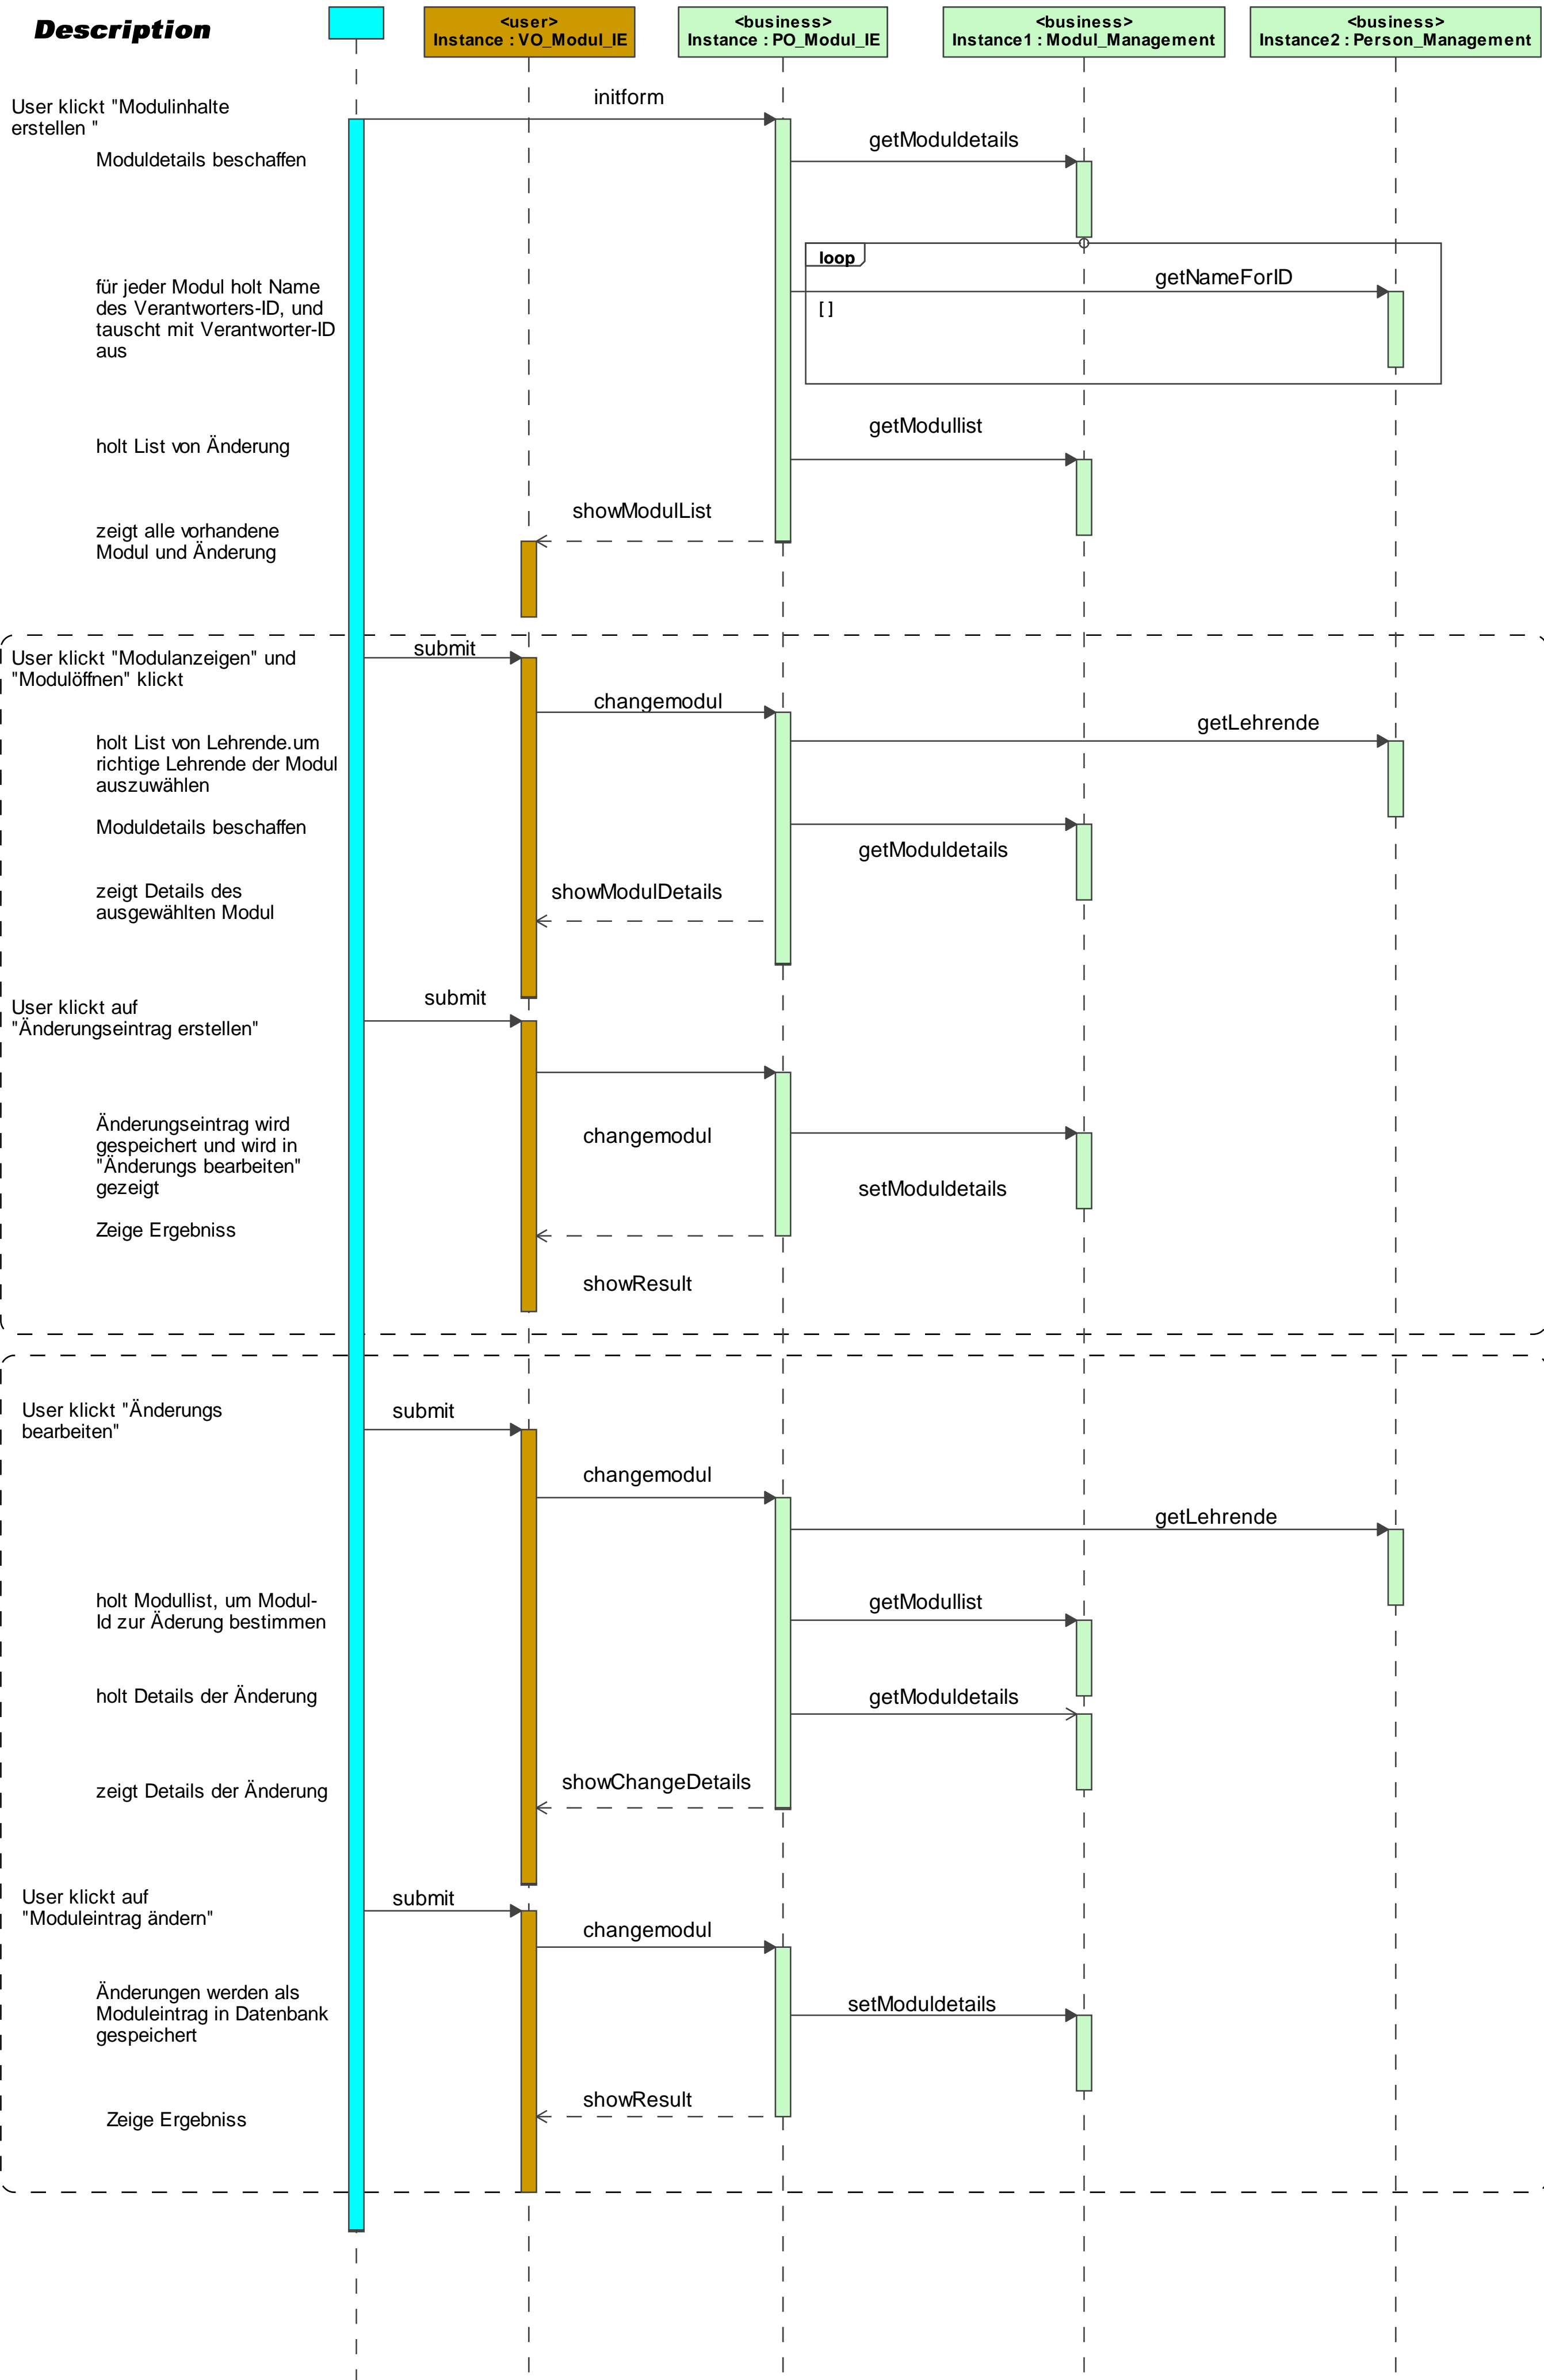 Description
<user>
Instance : VO_Modul_IE
<business>
Instance : PO_Modul_IE
<business>
Instance1 : Modul_Management
<business>
Instance2 : Person_Management
User klickt "Modulinhalte
erstellen "
initform
Moduldetails beschaffen
getModuldetails
loop
für jeder Modul holt Name
des Verantworters-ID, und
tauscht mit Verantworter-ID
aus
getNameForID
[ ]
holt List von Änderung
getModullist
zeigt alle vorhandene
Modul und Änderung
showModulList
User klickt "Modulanzeigen" und
"Modulöffnen" klickt
submit
changemodul
getLehrende
holt List von Lehrende.um
richtige Lehrende der Modul
auszuwählen
Moduldetails beschaffen
getModuldetails
zeigt Details des
ausgewählten Modul
showModulDetails
User klickt auf
"Änderungseintrag erstellen"
submit
Änderungseintrag wird
gespeichert und wird in
"Änderungs bearbeiten"
gezeigt
changemodul
setModuldetails
Zeige Ergebniss
showResult
User klickt "Änderungs
bearbeiten"
submit
changemodul
getLehrende
holt Modullist, um Modul-
Id zur Äderung bestimmen
getModullist
holt Details der Änderung
getModuldetails
zeigt Details der Änderung
showChangeDetails
User klickt auf
"Moduleintrag ändern"
submit
changemodul
Änderungen werden als
Moduleintrag in Datenbank
gespeichert
setModuldetails
Zeige Ergebniss
showResult